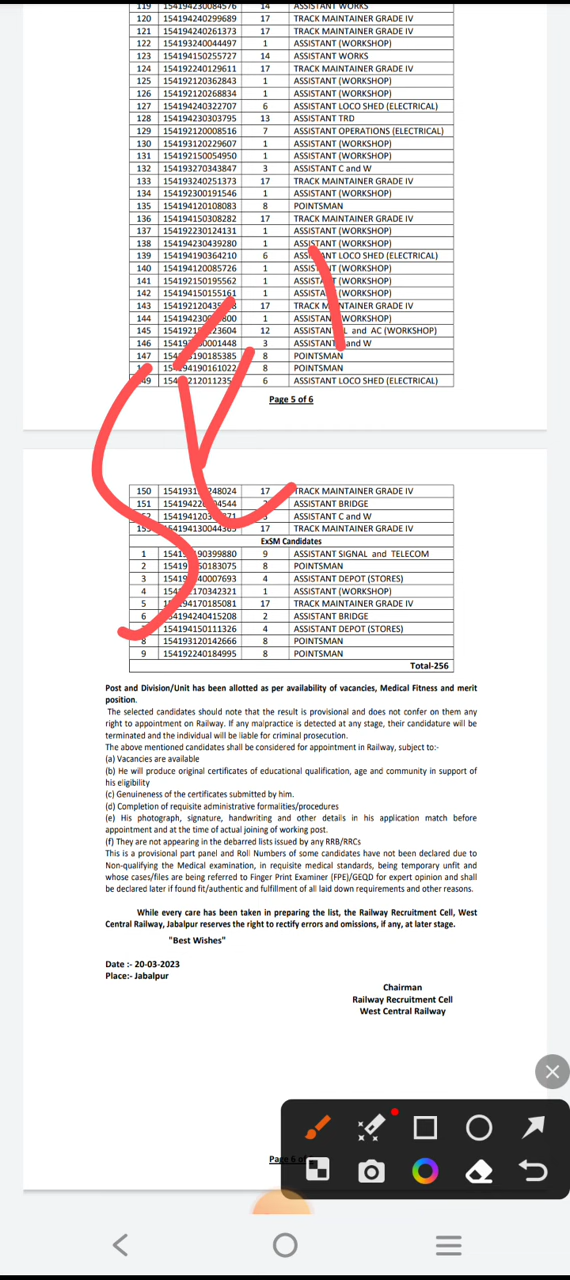 119 154194230084576 14 ASSISTANT WORKS
120 154194240299689 17 TRACK MAINTAINER GRADE IV
121 154194240261373 17 TRACK MAINTAINER GRADE IV
122 154193240044497 1 ASSISTANT (WORKSHOP)
123 154194150255727 14 ASSISTANT WORKS
124 154192240129611 17 TRACK MAINTAINER GRADE IV
125 154192120362843 1 ASSISTANT (WORKSHOP)
126 154192120268834 1 ASSISTANT (WORKSHOP)
127 154194240322707 6 ASSISTANT LOCO SHED (ELECTRICAL)
128 154194230303795 13 ASSISTANT TRD
129 154192120008516 7 ASSISTANT OPERATIONS (ELECTRICAL)
130 154193120229607 1 ASSISTANT (WORKSHOP)
131 154192150054950 1 ASSISTANT (WORKSHOP)
132 154193270343847 3 ASSISTANT C and W
133 154193240251373 17 TRACK MAINTAINER GRADE IV
134 154192300191546 1 ASSISTANT (WORKSHOP)
135 154194120108083 8 POINTSMAN
136 154194150308282 17 TRACK MAINTAINER GRADE IV
137 154192230124131 1 ASSISTANT (WORKSHOP)
138 154194230439280 1 ASSISTANT (WORKSHOP)
139 154194190364210 6 ASSISTANT LOCO SHED (ELECTRICAL)
140 154194120085726 1 ASSISTANT (WORKSHOP)
141 154192150195562 1 ASSISTANT (WORKSHOP)
142 154194150155161 1 ASSISTANT (WORKSHOP)
143 17 TRACK MAINTAINER GRADE IV
144 1 ASSISTANT (WORKSHOP)
145 12 and AC (WORKSHOP)
146 3 ASSISTANT and W
147 8 POINTSMAN
8 POINTSMAN
6 ASSISTANT LOCO SHED (ELECTRICAL)
Page 5 of 6
150 17 TRACK MAINTAINER GRADE IV
151 ASSISTANT BRIDGE
ASSISTANT C and W
17 TRACK MAINTAINER GRADE IV
ExSM Candidates
1 9 ASSISTANT SIGNAL and TELECOM
2 8 POINTSMAN
3 4 ASSISTANT DEPOT (STORES)
4 1 ASSISTANT (WORKSHOP)
5 17 TRACK MAINTAINER GRADE IV
6 2 ASSISTANT BRIDGE
154194150111326 4 ASSISTANT DEPOT (STORES)
8 154193120142666 8 POINTSMAN
9 154192240184995 8 POINTSMAN
Total-256
Post and Division/Unit has been allotted as per availability of vacancies, Medical Fitness and merit
position.
The selected candidates should note that the result is provisional and does not confer on them any
right to appointment on Railway. If any malpractice is detected at any stage, their candidature will be
terminated and the individual will be liable for criminal prosecution.
The above mentioned candidates shall be considered for appointment in Railway, subject to:-
(a) Vacancies are available
(b) He will produce original certificates of educational qualification, age and community in support of
his eligibility
(c) Genuineness of the certificates submitted by him.
(d) Completion of requisite administrative formalities/procedures
(e) His photograph, signature, handwriting and other details in his application match before
appointment and at the time of actual joining of working post.
(f) They are not appearing in the debarred lists issued by any RRB/RRCs
This is a provisional part panel and Roll Numbers of some candidates have not been declared due to
Non-qualifying the Medical examination, in requisite medical standards, being temporary unfit and
whose cases/files are being referred to Finger Print Examiner (FPE)/GEQD for expert opinion and shall
be declared later if found fit/authentic and fulfillment of all laid down requirements and other reasons.
While every care has been taken in preparing the list, the Railway Recruitment Cell, West
Central Railway, Jabalpur reserves the right to rectify errors and omissions, if any, at later stage.
"Best Wishes"
Date :- 20-03-2023
Place:- Jabalpur
Chairman
Railway Recruitment Cell
West Central Railway